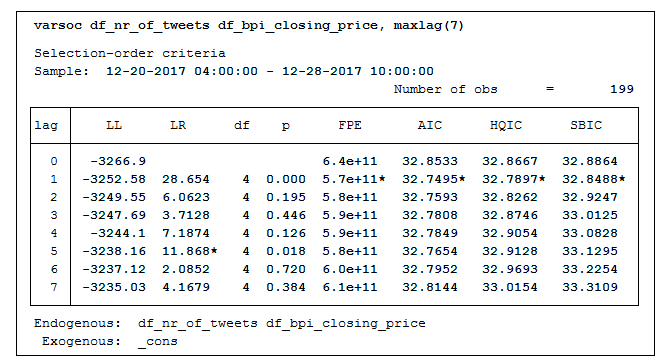 varsoc df_nr_of_tweets df_bpi_closing_price, maxlag(7)
Selection-order criteria
Sample:  12-20-2017 04:00:00 - 12-28-2017 10:00:00
Number of obs      =       199
lag    LL    LR    df    p    FPE    AIC    HQIC    SBIC
0   -3266.9                      6.4e+11   32.8533   32.8667   32.8864
1   -3252.58   28.654    4   0.000   5.7e+11★   32.7495★   32.7897★   32.8488★
2   -3249.55   6.0623    4   0.195   5.8e+11   32.7593   32.8262   32.9247
3   -3247.69   3.7128    4   0.446   5.9e+11   32.7808   32.8746   33.0125
4   -3244.1   7.1874    4   0.126   5.9e+11   32.7849   32.9054   33.0828
5   -3238.16   11.868★   4   0.018   5.8e+11   32.7654   32.9128   33.1295
6   -3237.12   2.0852    4   0.720   6.0e+11   32.7952   32.9693   33.2254
7   -3235.03   4.1679    4   0.384   6.1e+11   32.8144   33.0154   33.3109
Endogenous:  df_nr_of_tweets df_bpi_closing_price
Exogenous:  _cons